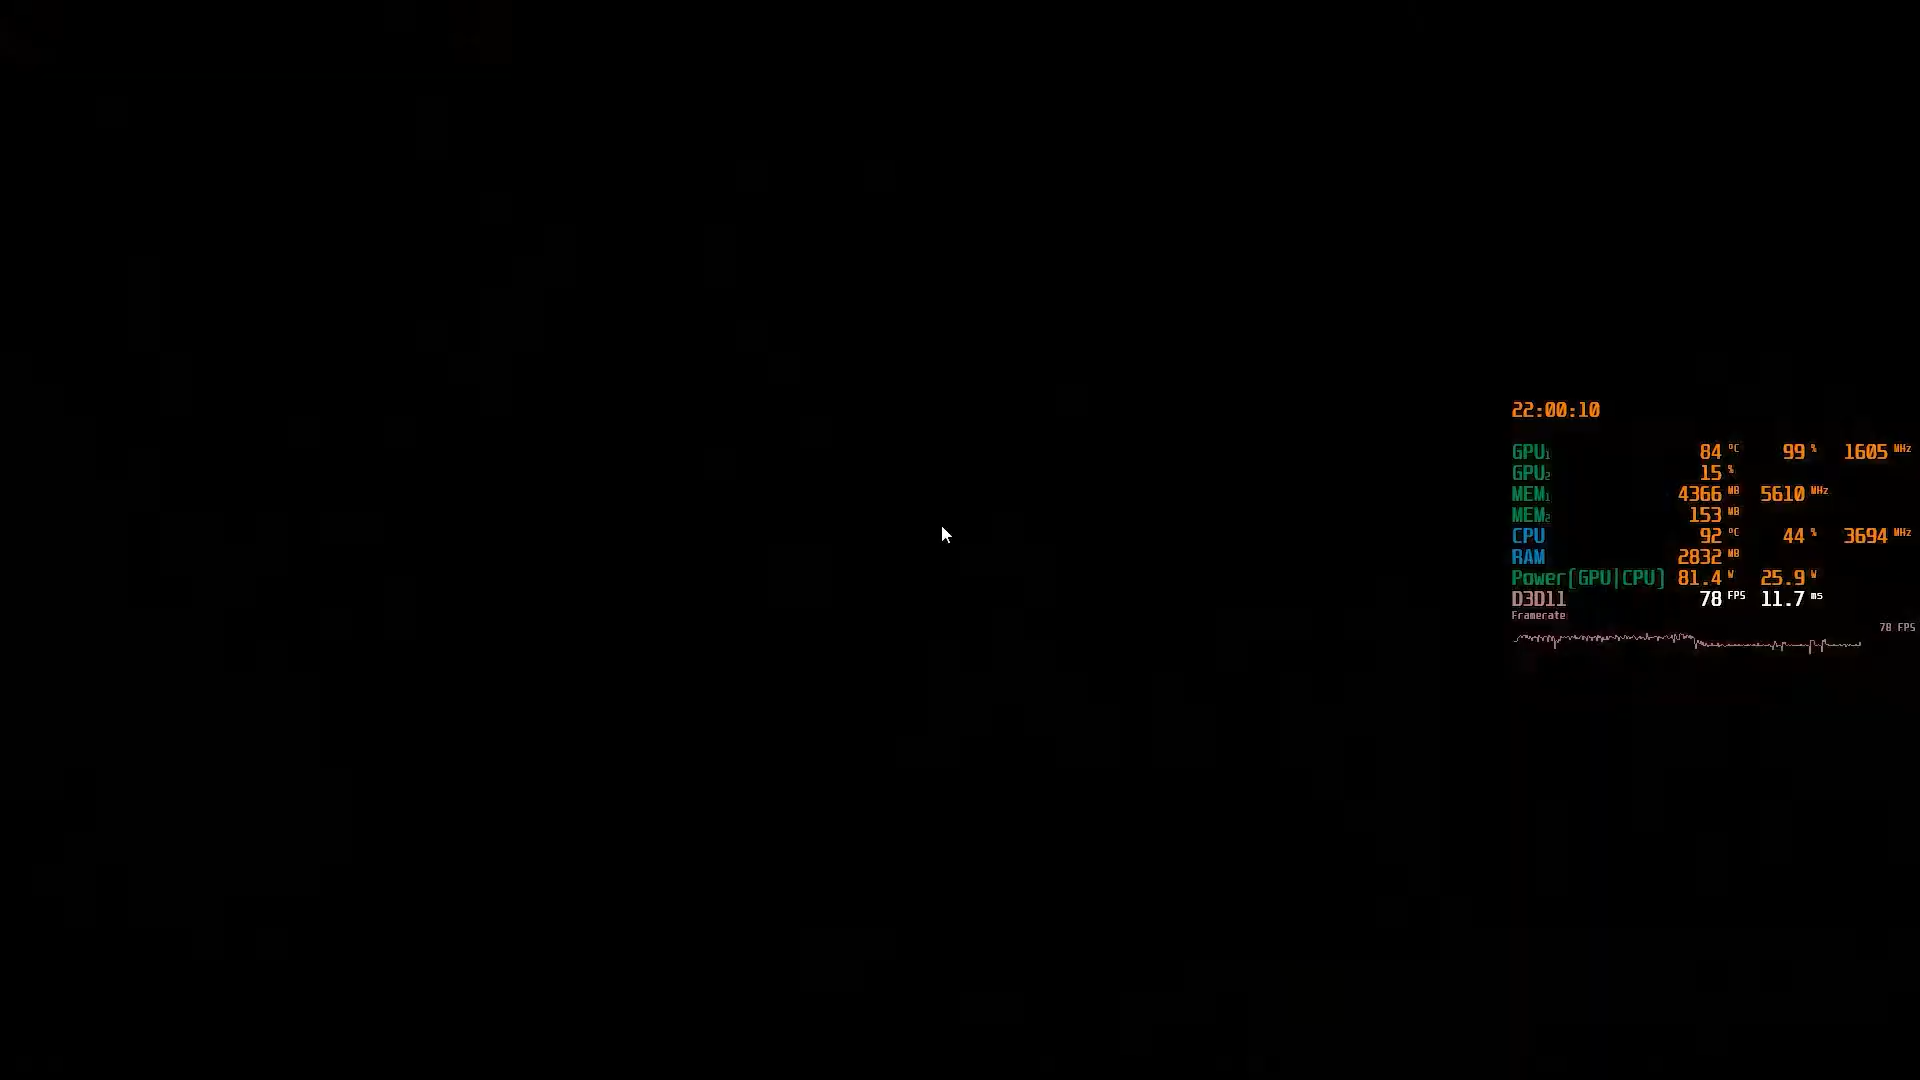 22:00:10
GPU1 84 °C 99 % 1605 MHz
GPU2 15 %
MEM1 4366 MB 5610 MHz
MEM2 153 MB
CPU 92 °C 44 % 3694 MHz
RAM 2832 MB
Power[GPU|CPU] 81.4 W 25.9 W
D3D11 78 FPS 11.7 ms
Framerate
78 FPS